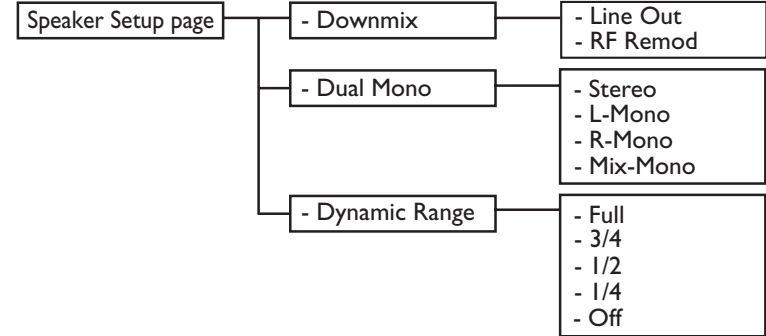 Speaker Setup page
- Downmix
- Line Out
- RF Remod
- Dual Mono
- Stereo
- L-Mono
- R-Mono
- Mix-Mono
- Dynamic Range
- Full
- 3/4
- 1/2
- 1/4
- Off